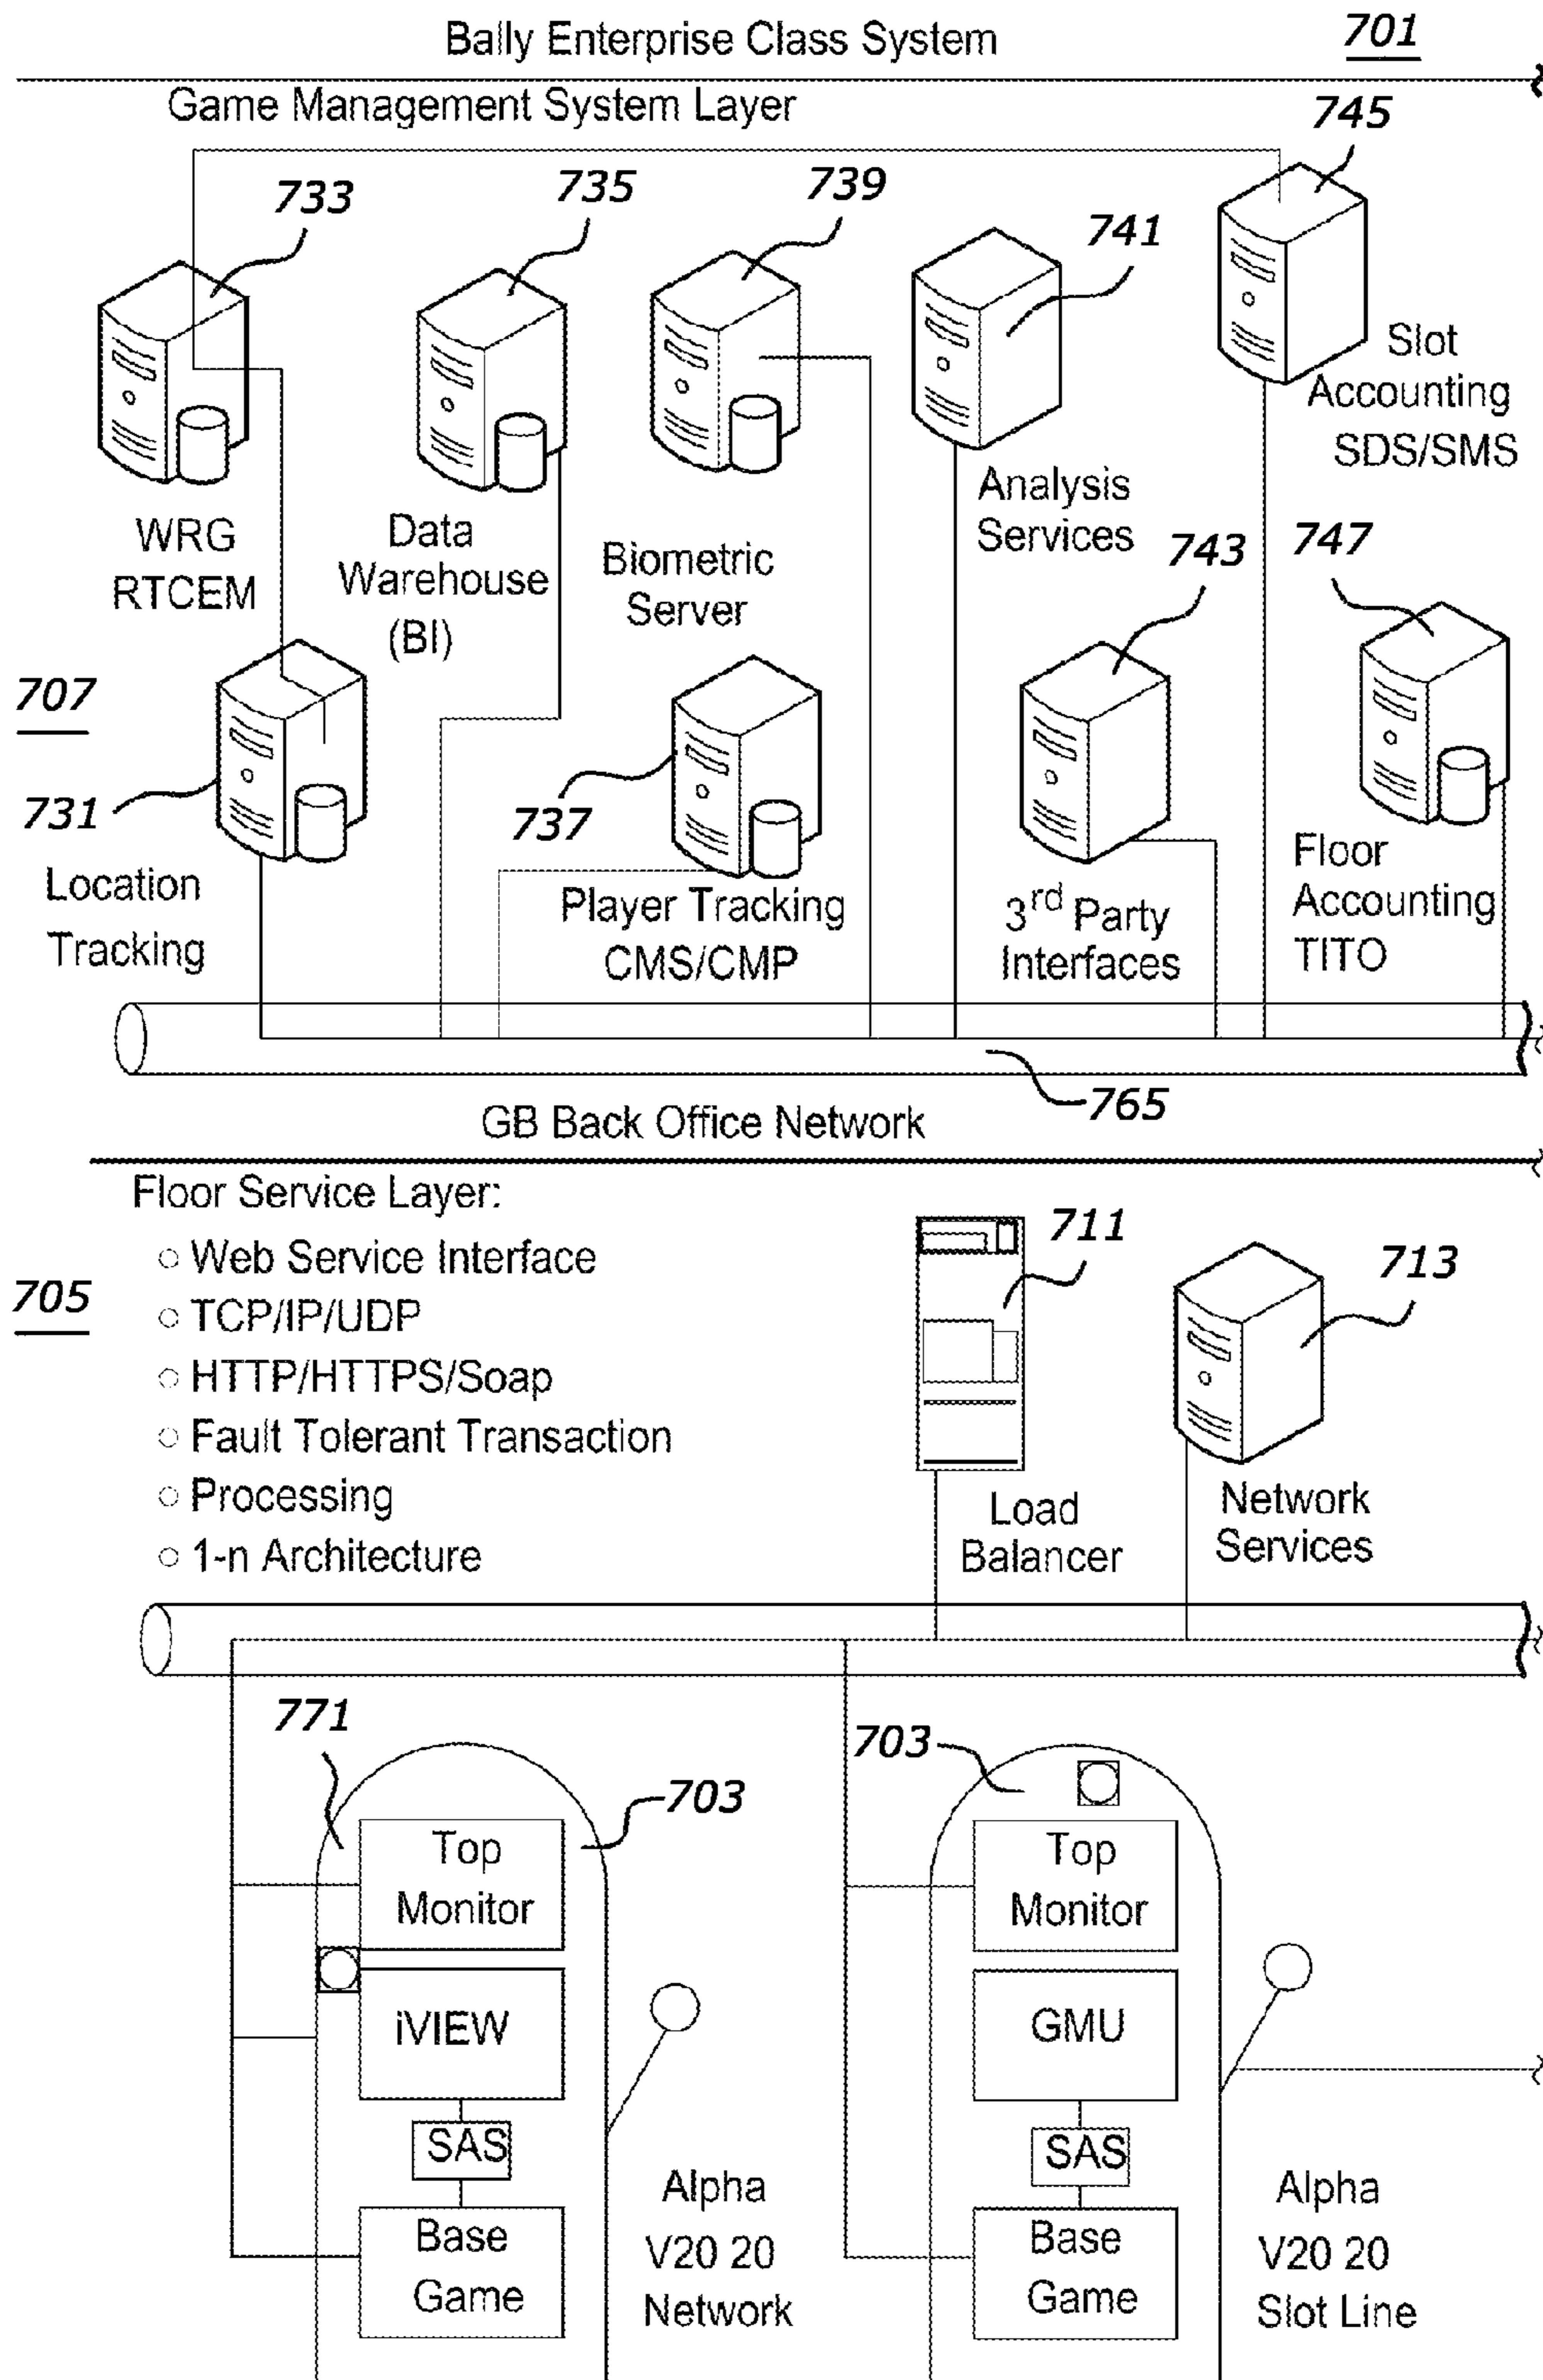 Bally Enterprise Class System
701
Game Management System Layer
745
733
735
739
741
Slot
Accounting
SDS/SMS
WRG
RTCEM
Data
Warehouse
(BI)
Biometric
Server
Analysis
Services
743
747
707
731
737
Location
Tracking
Player Tracking
CMS/CMP
3rd Party
Interfaces
Floor
Accounting
TITO
765
GB Back Office Network
Floor Service Layer:
705
○ Web Service Interface
○ TCP/IP/UDP
○ HTTP/HTTPS/Soap
○ Fault Tolerant Transaction
○ Processing
○ 1-n Architecture
711
713
Load
Balancer
Network
Services
771
703
Top
Monitor
iVIEW
SAS
Base
Game
Alpha
V20 20
Network
703
Top
Monitor
GMU
SAS
Base
Game
Alpha
V20 20
Slot Line